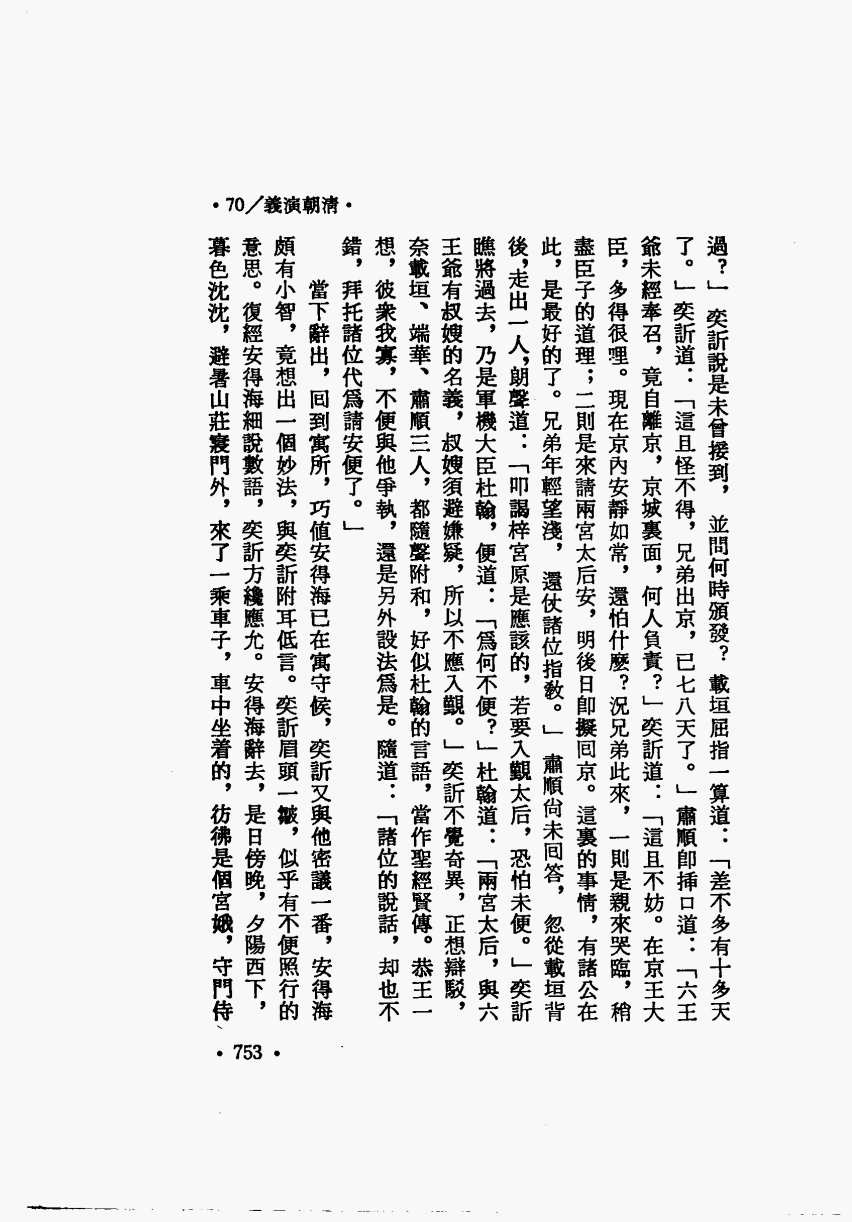 ·70／義演朝淸·
過？」奕訢說是未曾接到，並問何時頒發？載垣屈指一算道：「差不多有十多天
了。」奕訢道：「這且怪不得，兄弟出京，已七八天了。」肅順卽揷口道：「六王
爺未經奉召，竟自離京，京城裏面，何人負責？」奕訢道：「這且不妨。在京王大
臣，多得很哩。現在京內安靜如常，還怕什麽？況兄弟此來，一則是親來哭臨，稍
盡臣子的道理；二則是來請兩宮太后安，明後日卽擬囘京。這裏的事情，有諸公在
此，是最好的了。兄弟年輕望淺，還仗諸位指敎。」肅順尙未囘答，忽從載垣背
後，走出一人，朗聲道：「叩謁梓宮原是應該的，若要入覲太后，恐怕未便。」奕訢
瞧將過去，乃是軍機大臣杜翰，便道：「爲何不便？」杜翰道：「兩宮太后，與六
王爺有叔嫂的名義，叔嫂須避嫌疑，所以不應入覲。」奕訢不覺奇異，正想辯駁，
奈載垣、端華、肅順三人，都隨聲附和，好似杜翰的言語，當作聖經賢傳。恭王一
想，彼衆我寡，不便與他爭執，還是另外設法爲是。隨道：「諸位的說話，却也不
錯，拜托諸位代爲請安便了。」
當下辭出，囘到寓所，巧値安得海已在寓守候，奕訢又與他密議一番，安得海
頗有小智，竟想出一個妙法，與奕訢附耳低言。奕訢眉頭一皺，似乎有不便照行的
意思。復經安得海細說數語，奕訢方纔應允。安得海辭去，是日傍晚，夕陽西下，
暮色沈沈，避暑山莊寢門外，來了一乘車子，車中坐着的，彷彿是個宮娥，守門侍
·753·